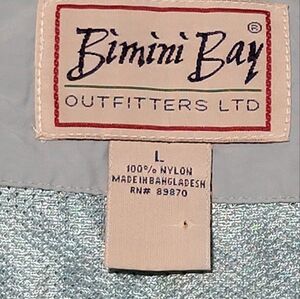 Bimini Bay®
OUTFITTERS LTD
L
100% NYLON
MADE IN BANGLADESH
RN# 89870